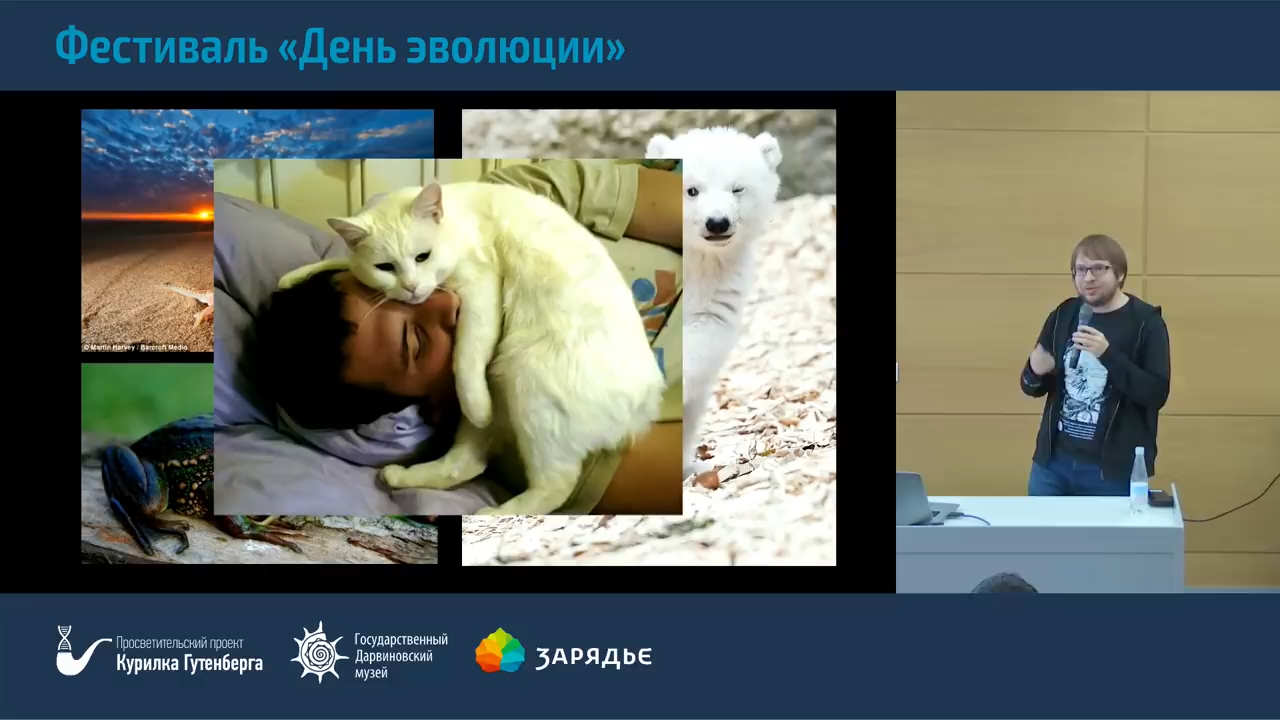 Фестиваль «День эволюции»
© Martin Harvey / Barcroft Media
Просветительский проект
Курилка Гутенберга
Государственный
Дарвиновский
музей
ЗАРЯДЬЕ